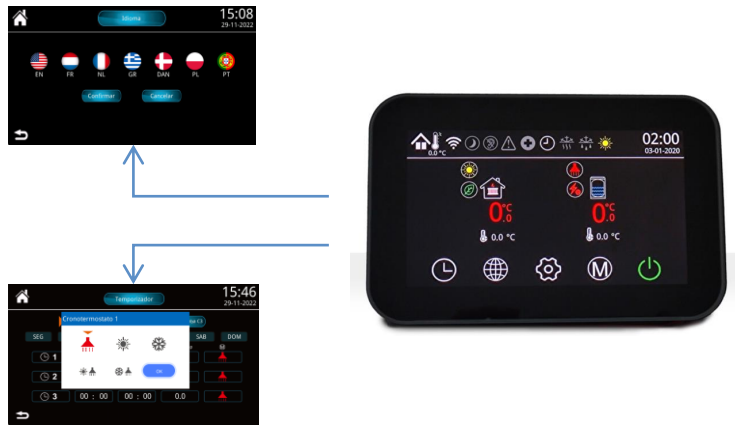 15:08
Idioma
29-11-2022
EN FR NL GR DAN PL PT
Confirmar Cancelar
02:00
0.0 °C 03-01-2020
0°C.0 0°C.0
0.0 °C 0.0 °C
M
15:46
Temporizador
29-11-2022
Cronotermostato 1
SEG SAB DOM
1
2
OK
3 00 : 00 00 : 00 0.0